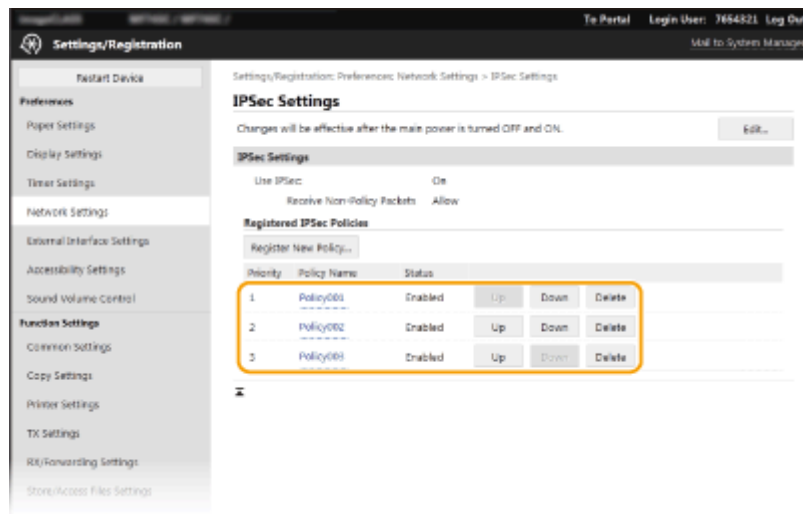 To Portal Login User: 7654321 Log Ou
Settings/Registration
Mail to System Manage
Restart Device
Settings/Registration: Preferences: Network Settings > IPSec Settings
Preferences
IPSec Settings
Paper Settings
Changes will be effective after the main power is turned OFF and ON.
Edit...
Display Settings
IPSec Settings
Timer Settings
Use IPSec: On
Receive Non-Policy Packets Allow
Network Settings
Registered IPSec Policies
External Interface Settings
Register New Policy...
Accessibility Settings
Priority Policy Name Status
Sound Volume Control
1 Policy001 Enabled Up Down Delete
Function Settings
2 Policy002 Enabled Up Down Delete
Common Settings
3 Policy003 Enabled Up Down Delete
Copy Settings
Printer Settings
TX Settings
RX/Forwarding Settings
Store/Access Files Settings